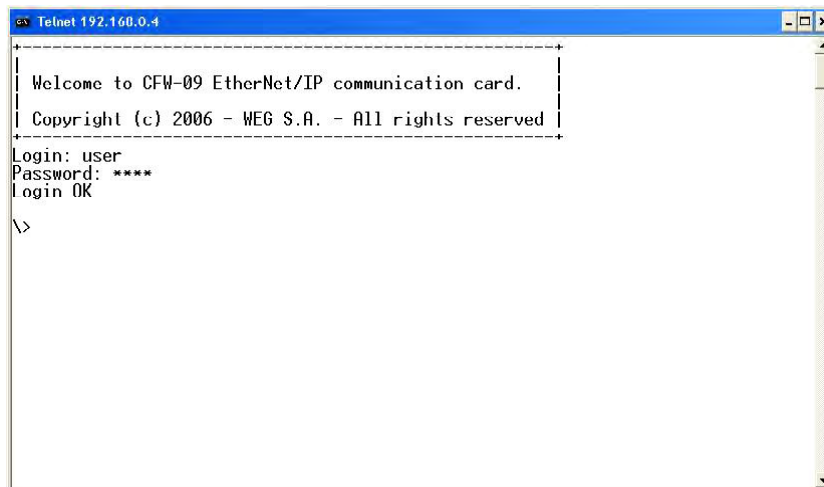 Telnet 192.168.0.4
+------------------------------------------------------+
Welcome to CFW-09 EtherNet/IP communication card.
Copyright (c) 2006 - WEG S.A. - All rights reserved
+------------------------------------------------------+
Login: user
Password: ****
Login OK
\>